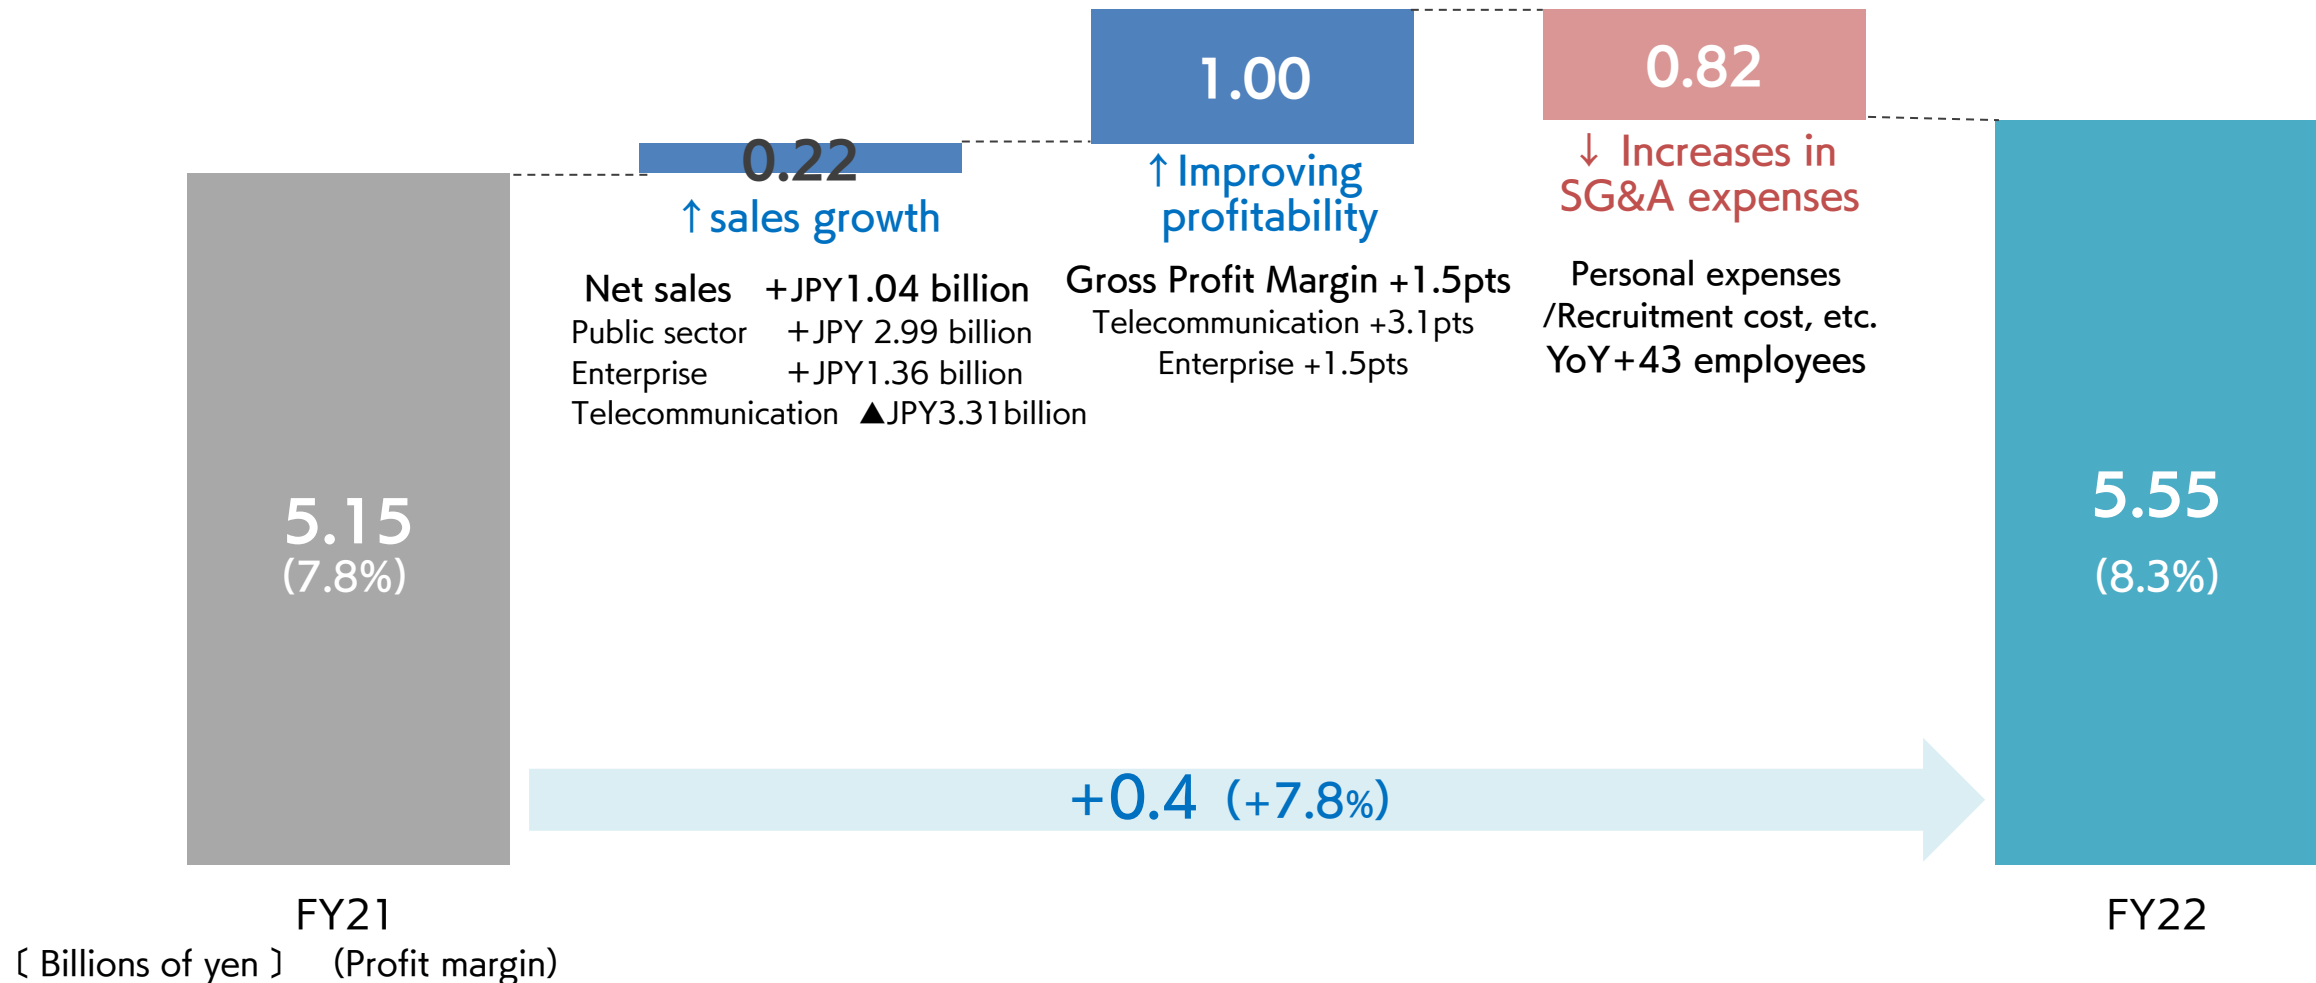 5.15
(7.8%)
FY21
〔 Billions of yen 〕 (Profit margin)
0.22
↑sales growth
Net sales +JPY1.04 billion
Public sector +JPY 2.99 billion
Enterprise +JPY1.36 billion
Telecommunication ▲JPY3.31billion
1.00
↑Improving
profitability
Gross Profit Margin +1.5pts
Telecommunication +3.1pts
Enterprise +1.5pts
0.82
↓ Increases in
SG&A expenses
Personal expenses
/Recruitment cost, etc.
YoY+43 employees
+0.4 (+7.8%)
5.55
(8.3%)
FY22